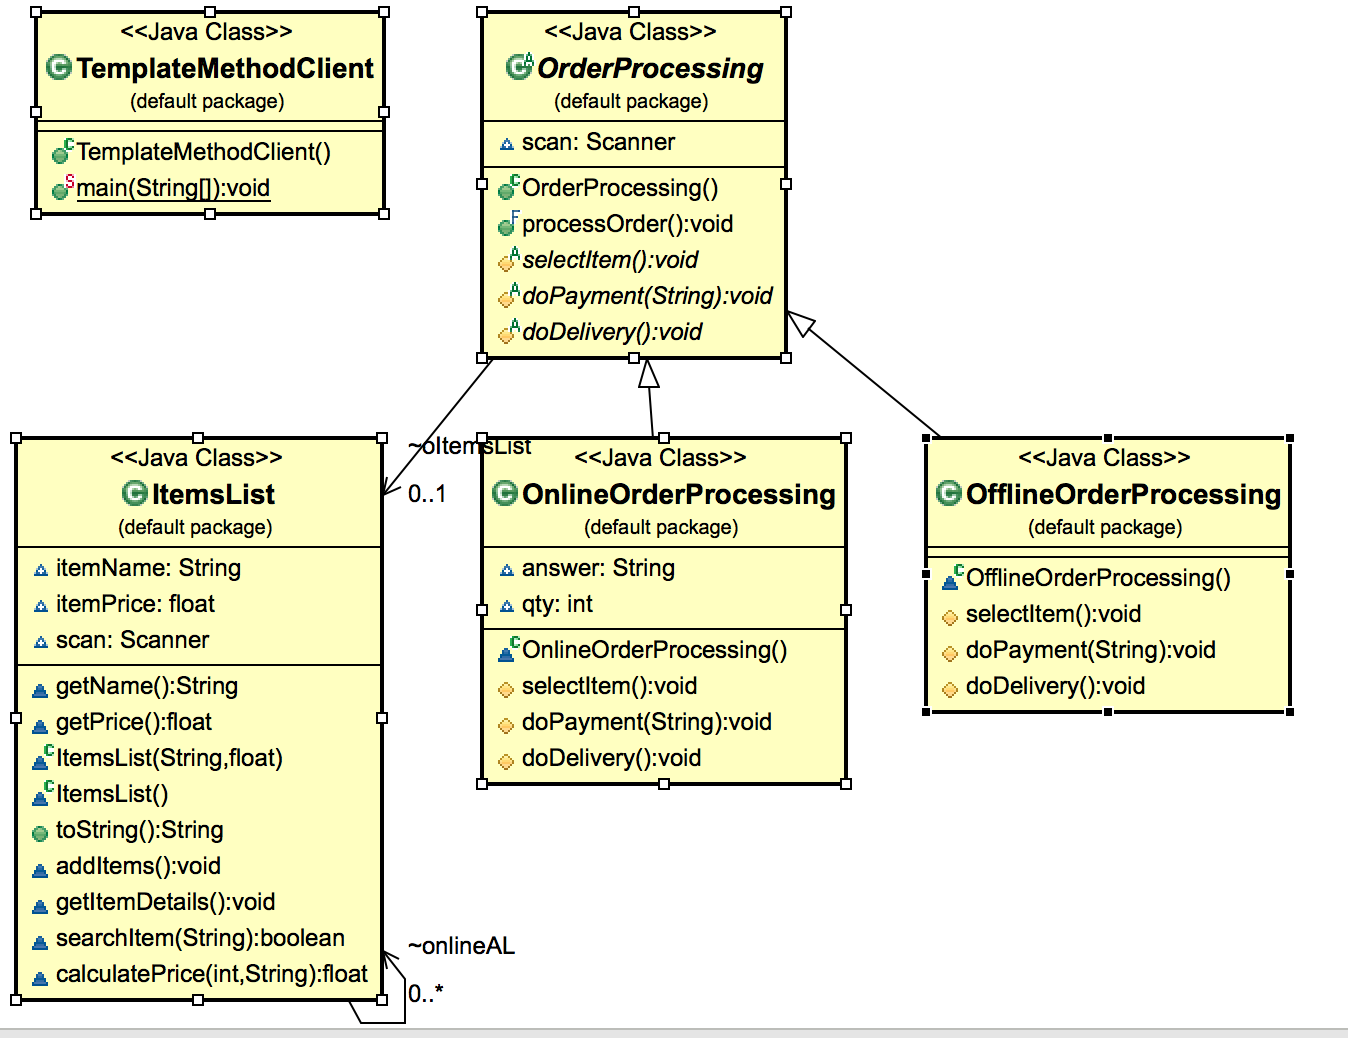 <<Java Class>>
TemplateMethodClient
(default package)
TemplateMethodClient()
main(String[]):void
<<Java Class>>
OrderProcessing
(default package)
scan: Scanner
OrderProcessing()
processOrder():void
selectItem():void
doPayment(String):void
doDelivery():void
~oItemsList
0..1
<<Java Class>>
ItemsList
(default package)
itemName: String
itemPrice: float
scan: Scanner
getName():String
getPrice():float
ItemsList(String,float)
ItemsList()
toString():String
addItems():void
getItemDetails():void
searchItem(String):boolean
calculatePrice(int,String):float
~onlineAL
0..*
<<Java Class>>
OnlineOrderProcessing
(default package)
answer: String
qty: int
OnlineOrderProcessing()
selectItem():void
doPayment(String):void
doDelivery():void
<<Java Class>>
OfflineOrderProcessing
(default package)
OfflineOrderProcessing()
selectItem():void
doPayment(String):void
doDelivery():void